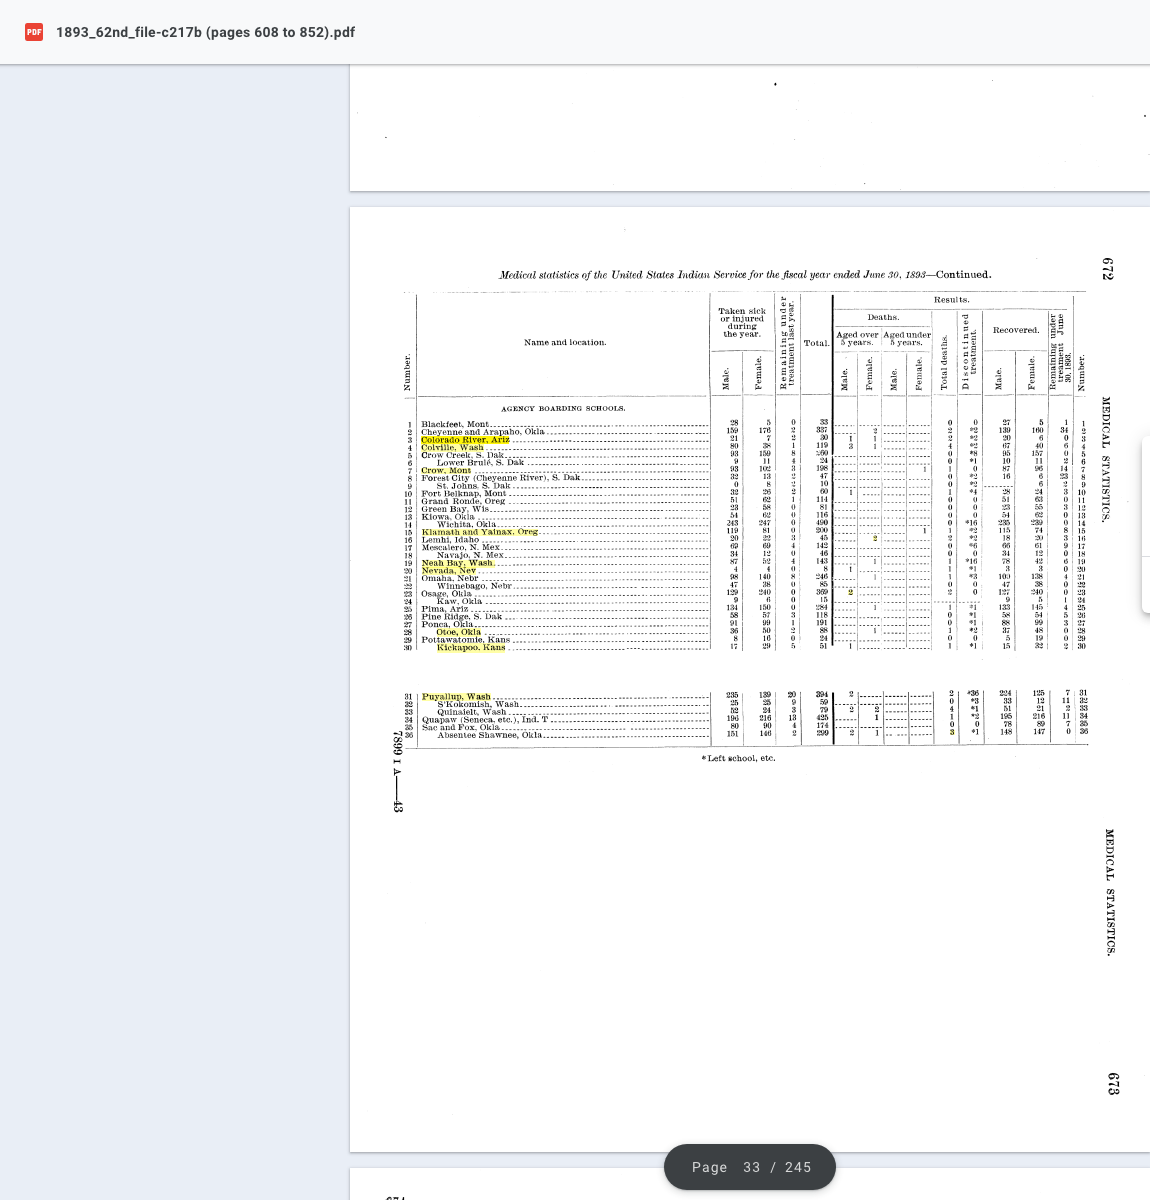 PDF 1893_62nd_file-c217b (pages 608 to 852).pdf
672
Medical statistics of the United States Indian Service for the fiscal year ended June 30, 1893—Continued.
Number. Name and location. Taken sick or injured during the year. Male. Female. Remaining under treatment last year. Total. Results. Deaths. Aged over 5 years. Male. Female. Aged under 5 years. Male. Female. Total deaths. Discontinued treatment. Recovered. Male. Female. Remaining under treament June 30, 1893. Number.
AGENCY BOARDING SCHOOLS.
1 Blackfeet, Mont 28 5 0 33 0 0 27 5 1 1
2 Cheyenne and Arapaho, Okla 159 176 2 337 2 2 *2 139 160 34 2
3 Colorado River, Ariz 21 7 2 30 1 1 2 *2 20 6 0 3
4 Colville, Wash 80 38 1 119 3 1 4 *2 67 40 6 4
5 Crow Creek, S. Dak 93 159 8 260 0 *8 95 157 0 5
6 Lower Brulé, S. Dak 9 11 4 24 0 *1 10 11 2 6
7 Crow, Mont 93 102 3 198 1 1 0 87 96 14 7
8 Forest City (Cheyenne River), S. Dak 32 13 2 47 0 *2 16 6 23 8
9 St. Johns, S. Dak 0 8 2 10 0 *2 6 2 9
10 Fort Belknap, Mont 32 26 2 60 1 1 *4 28 24 3 10
11 Grand Ronde, Oreg 51 62 1 114 0 0 51 63 0 11
12 Green Bay, Wis 23 58 0 81 0 0 23 55 3 12
13 Kiowa, Okla 54 62 0 116 0 0 54 62 0 13
14 Wichita, Okla 243 247 0 490 0 *16 235 239 0 14
15 Klamath and Yainax, Oreg 119 81 0 200 1 1 *2 115 74 8 15
16 Lemhi, Idaho 20 22 3 45 2 2 *2 18 20 3 16
17 Mescalero, N. Mex 69 69 4 142 0 *6 66 61 9 17
18 Navajo, N. Mex 34 12 0 46 0 0 34 12 0 18
19 Neah Bay, Wash 87 52 4 143 1 1 *16 78 42 6 19
20 Nevada, Nev 4 4 0 8 1 1 *1 3 3 0 20
21 Omaha, Nebr 98 140 8 246 1 1 *3 100 138 4 21
22 Winnebago, Nebr 47 38 0 85 0 0 47 38 0 22
23 Osage, Okla 129 240 0 369 2 2 0 127 240 0 23
24 Kaw, Okla 9 6 0 15 9 5 1 24
25 Pima, Ariz 134 150 0 284 1 1 *1 133 145 4 25
26 Pine Ridge, S. Dak 58 57 3 118 0 *1 58 54 5 26
27 Ponca, Okla 91 99 1 191 0 *1 88 99 3 27
28 Otoe, Okla 36 50 2 88 1 1 *2 37 48 0 28
29 Pottawatomie, Kans 8 16 0 24 0 0 5 19 0 29
30 Kickapoo, Kans 17 29 5 51 1 1 *1 15 32 2 30
31 Puyallup, Wash 235 139 20 394 2 2 *36 224 125 7 31
32 S'Kokomish, Wash 25 25 9 59 0 *3 33 12 11 32
33 Quinaielt, Wash 52 24 3 79 2 2 4 *1 51 21 2 33
34 Quapaw (Seneca, etc.), Ind. T 196 216 13 425 1 1 *2 195 216 11 34
35 Sac and Fox, Okla 80 90 4 174 0 0 78 89 7 35
36 Absentee Shawnee, Okla 151 146 2 299 2 1 3 *1 148 147 0 36
* Left school, etc.
7899 I A——43
MEDICAL STATISTICS.
MEDICAL STATISTICS.
673
Page 33 / 245